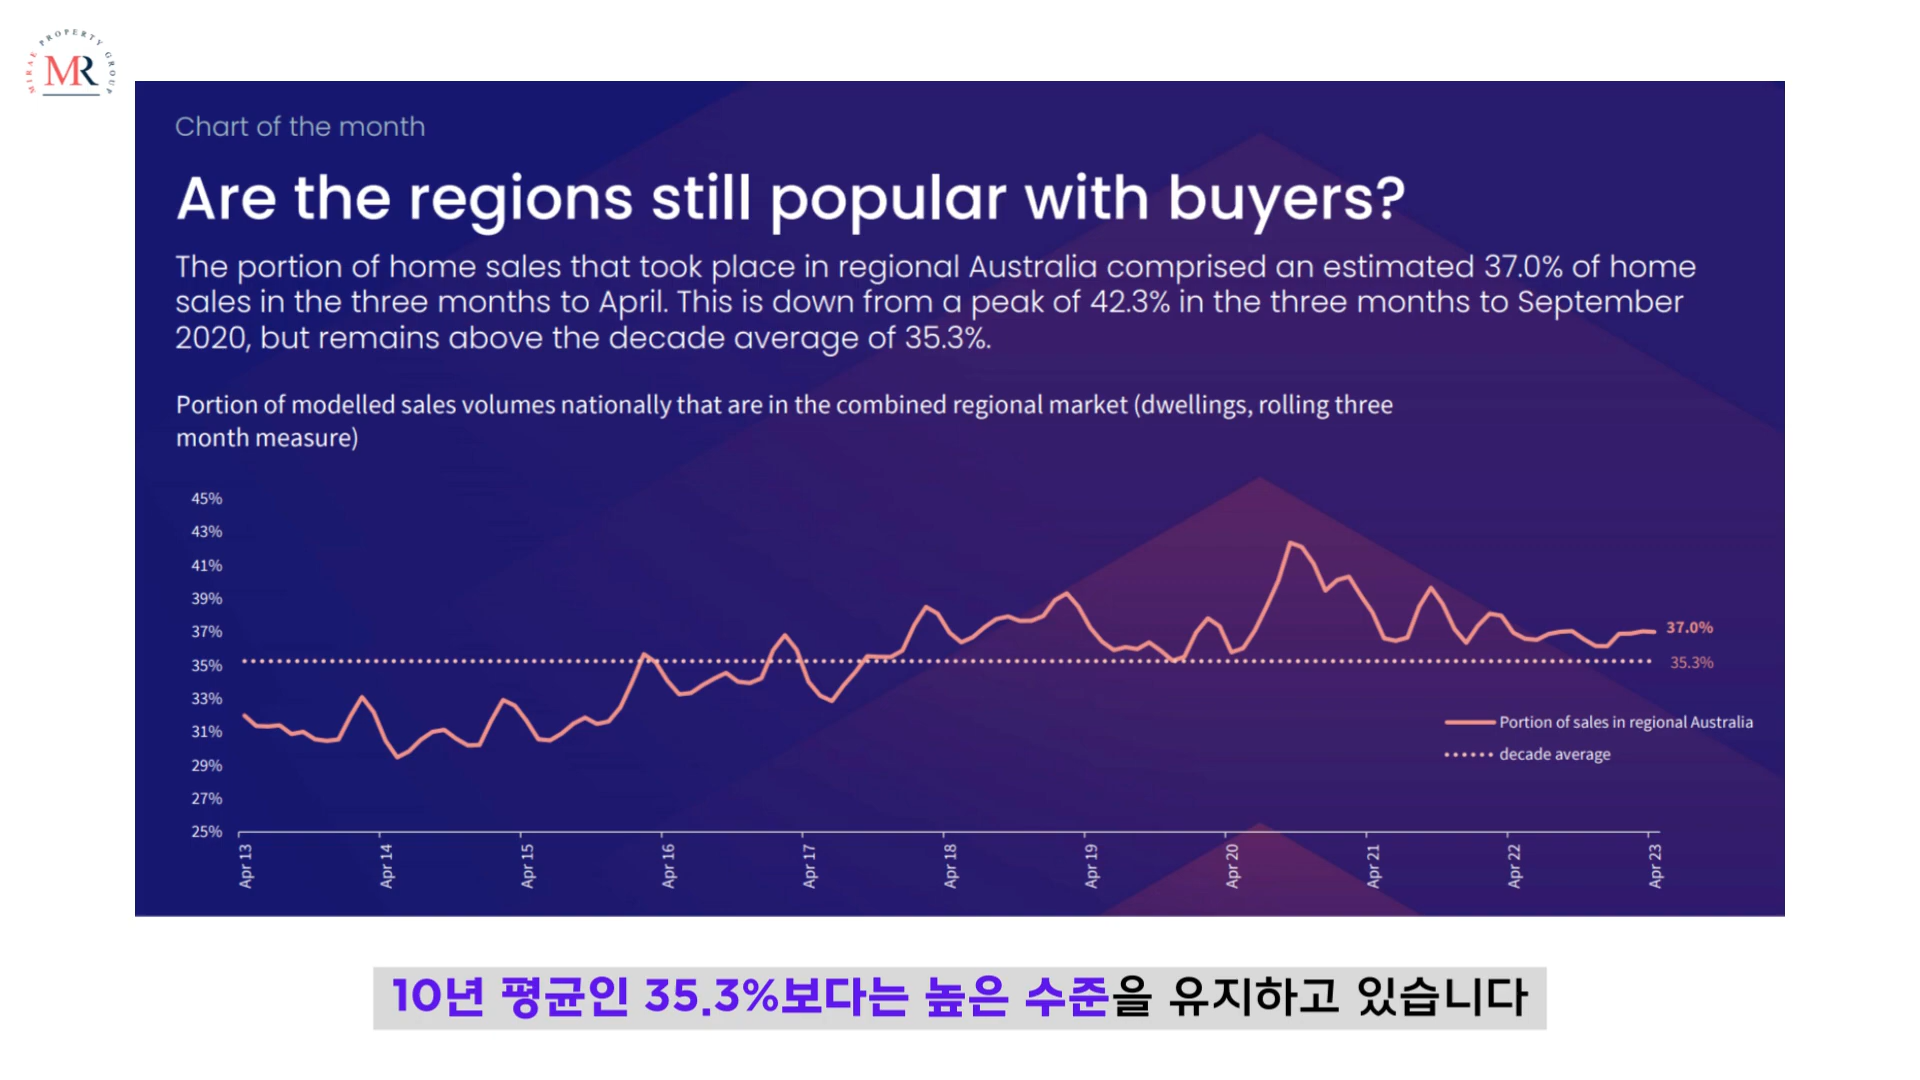 MIRAE PROPERTY GROUP
MR
Chart of the month
Are the regions still popular with buyers?
The portion of home sales that took place in regional Australia comprised an estimated 37.0% of home
sales in the three months to April. This is down from a peak of 42.3% in the three months to September
2020, but remains above the decade average of 35.3%.
Portion of modelled sales volumes nationally that are in the combined regional market (dwellings, rolling three
month measure)
45%
43%
41%
39%
37%
35%
33%
31%
29%
27%
25%
37.0%
35.3%
Portion of sales in regional Australia
decade average
Apr 13
Apr 14
Apr 15
Apr 16
Apr 17
Apr 18
Apr 19
Apr 20
Apr 21
Apr 22
Apr 23
10년 평균인 35.3%보다는 높은 수준을 유지하고 있습니다